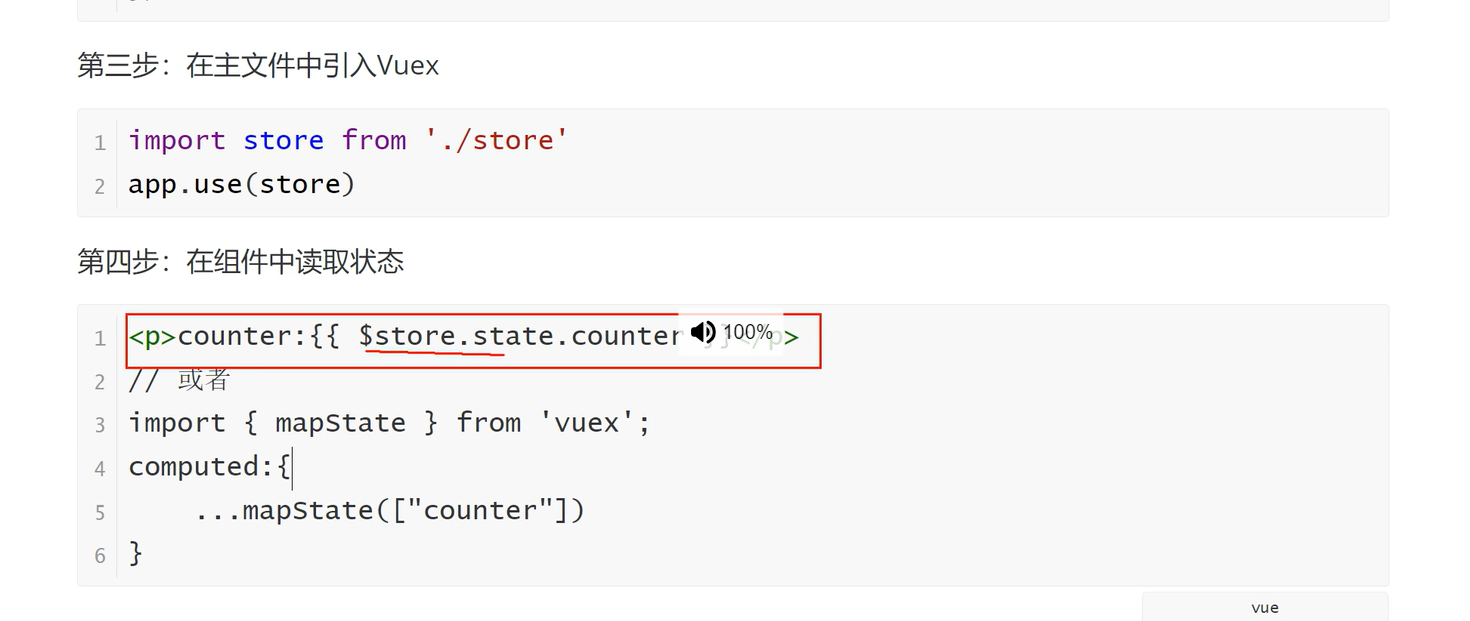 第三步：在主文件中引入Vuex
1 import store from './store'
2 app.use(store)
第四步：在组件中读取状态
1 <p>counter:{{ $store.state.counter }}</p>
100%
2 // 或者
3 import { mapState } from 'vuex';
4 computed:{
5 ...mapState(["counter"])
6 }
vue